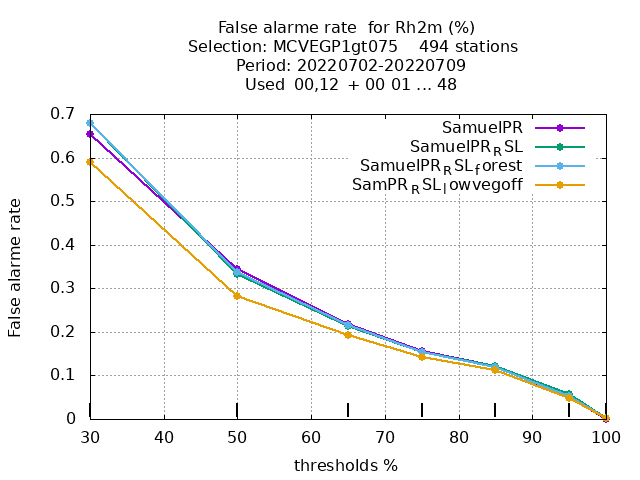 False alarme rate  for Rh2m (%)
Selection: MCVEGP1gt075    494 stations
Period: 20220702-20220709
Used  00,12  + 00 01 ... 48
SamuelPR
SamuelPR_RSL
SamuelPR_RSL_forest
SamPR_RSL_lowvegoff
0.7
0.6
0.5
0.4
0.3
0.2
0.1
0
30 40 50 60 70 80 90 100
False alarme rate
thresholds %